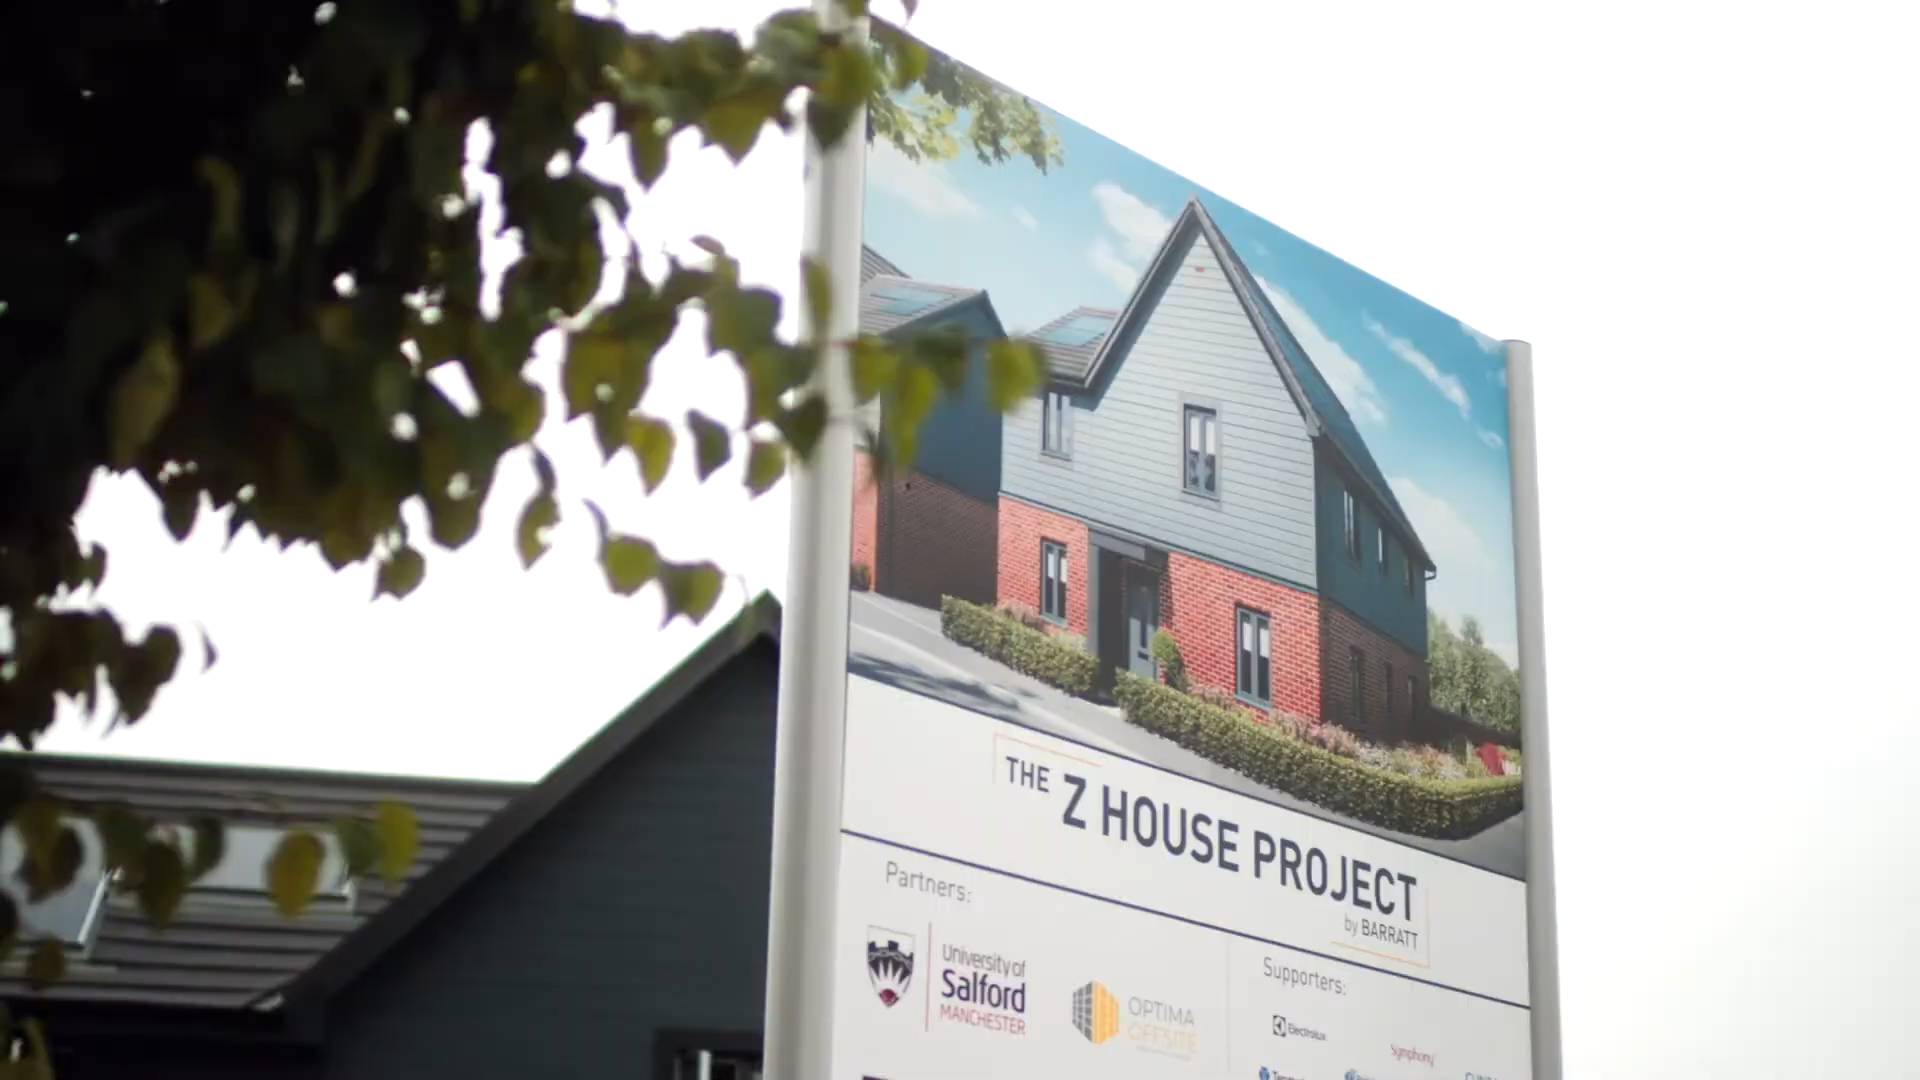 THE Z HOUSE PROJECT
by BARRATT
Partners:
University of
Salford
MANCHESTER
OPTIMA
OFFSITE
Supporters:
Electrolux
Symphony